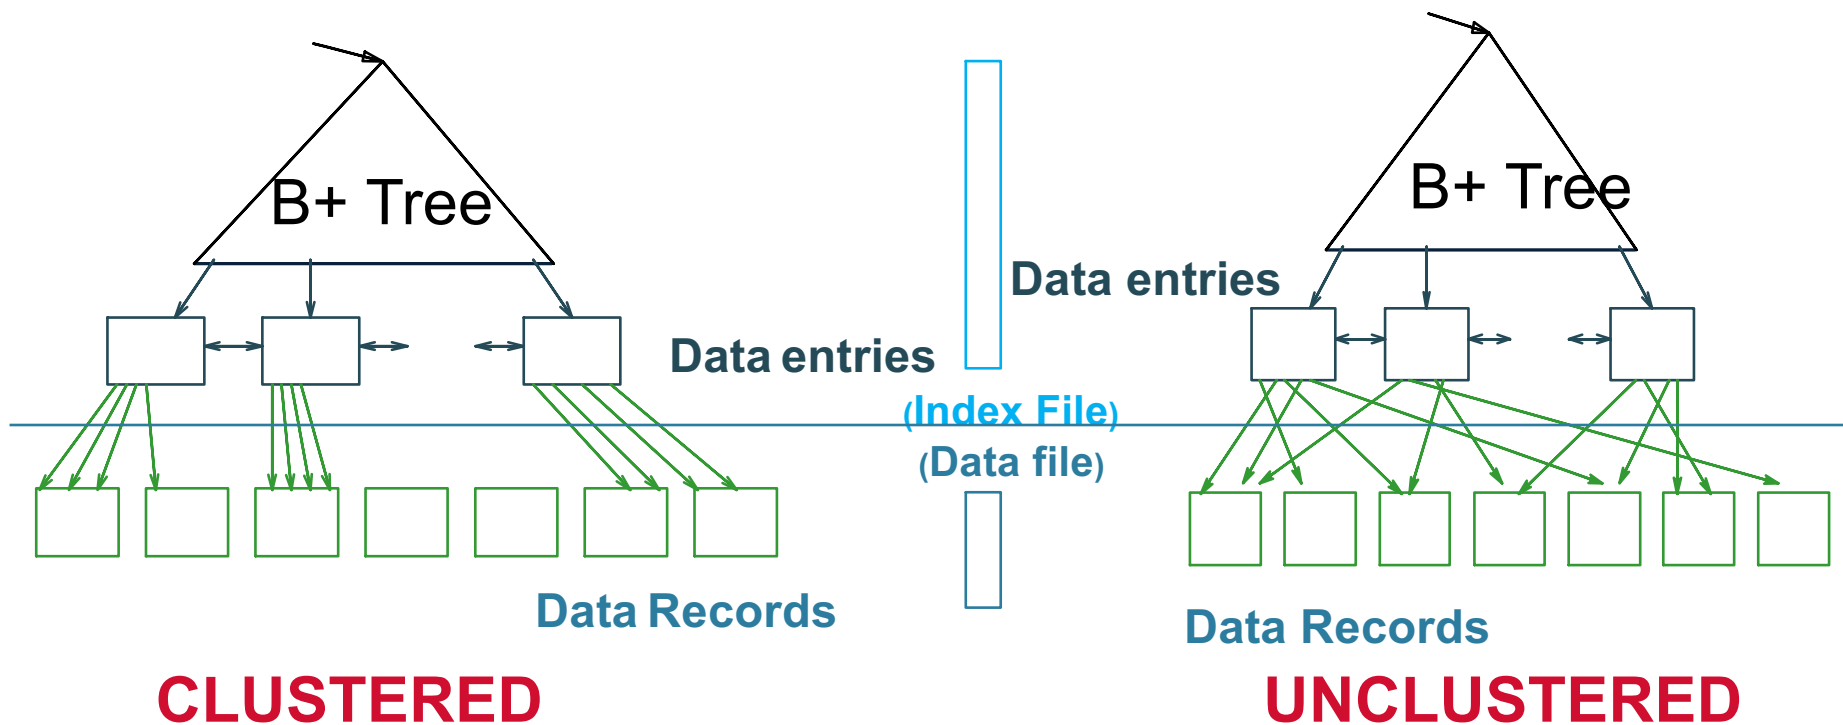 B+ Tree
Data entries
Data Records
CLUSTERED
(Index File)
(Data file)
B+ Tree
Data entries
Data Records
UNCLUSTERED